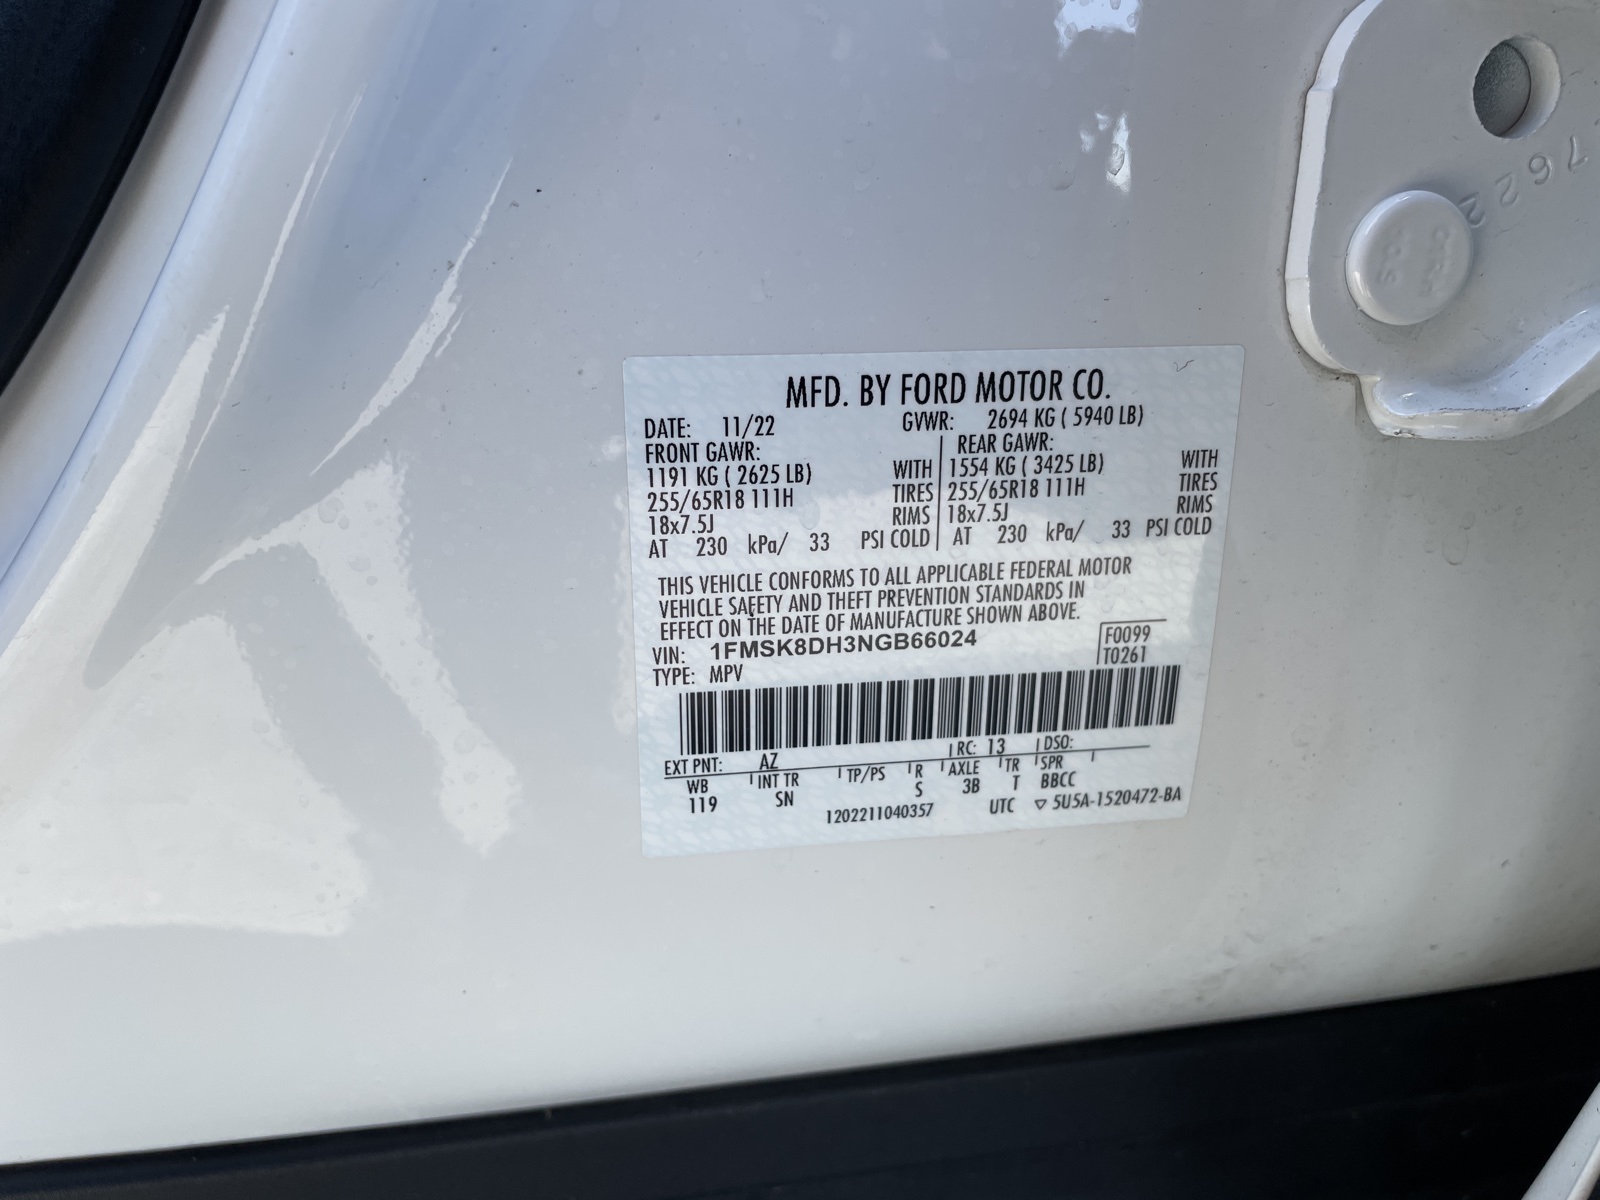 7622
MFD. BY FORD MOTOR CO.
DATE: 11/22 GVWR: 2694 KG ( 5940 LB)
FRONT GAWR: REAR GAWR:
1191 KG ( 2625 LB) WITH 1554 KG ( 3425 LB) WITH
255/65R18 111H TIRES 255/65R18 111H TIRES
18x7.5J RIMS 18x7.5J RIMS
AT 230 kPa/ 33 PSI COLD AT 230 kPa/ 33 PSI COLD
THIS VEHICLE CONFORMS TO ALL APPLICABLE FEDERAL MOTOR
VEHICLE SAFETY AND THEFT PREVENTION STANDARDS IN
EFFECT ON THE DATE OF MANUFACTURE SHOWN ABOVE.
VIN: 1FMSK8DH3NGB66024 F0099
TYPE: MPV T0261
EXT PNT: AZ RC: 13 DSO:
WB INT TR TP/PS R AXLE TR SPR
119 SN S 3B T BBCC
1202211040357 UTC ▽ 5U5A-1520472-BA